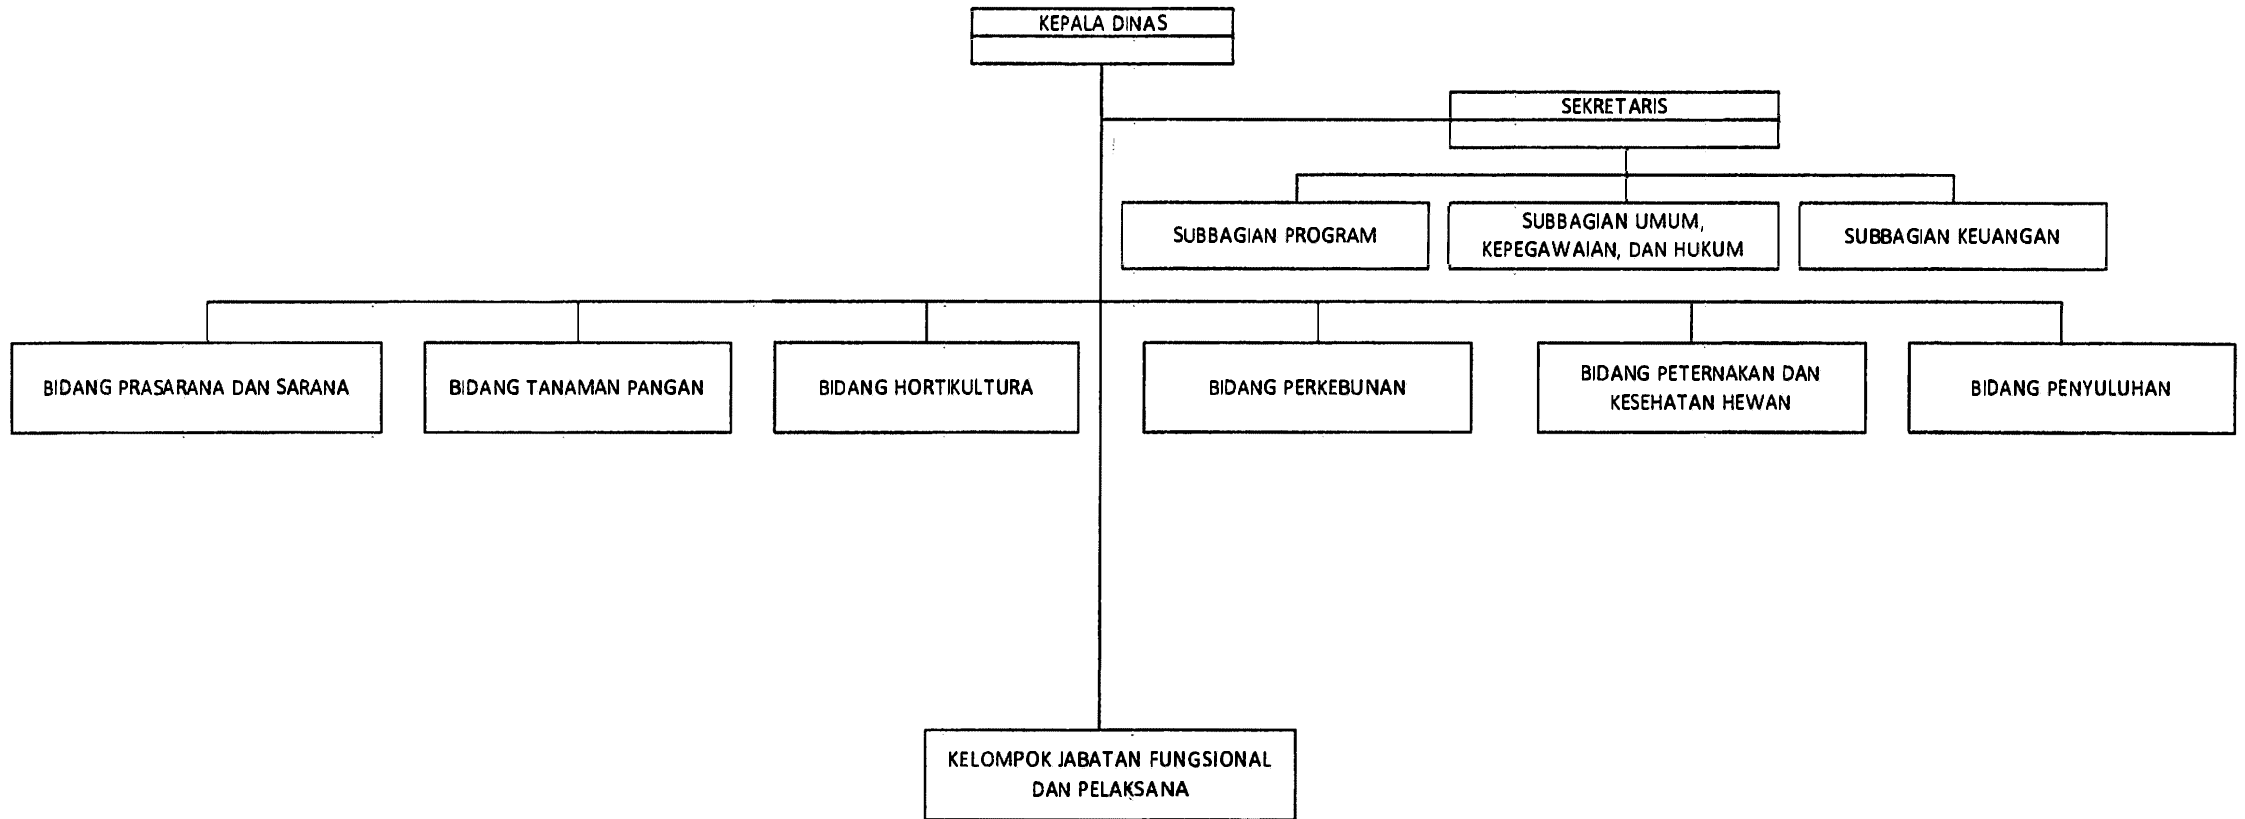 KEPALA DINAS
SEKRETARIS
SUBBAGIAN PROGRAM
SUBBAGIAN UMUM,
KEPEGAWAIAN, DAN HUKUM
SUBBAGIAN KEUANGAN
BIDANG PRASARANA DAN SARANA
BIDANG TANAMAN PANGAN
BIDANG HORTIKULTURA
BIDANG PERKEBUNAN
BIDANG PETERNAKAN DAN
KESEHATAN HEWAN
BIDANG PENYULUHAN
KELOMPOK JABATAN FUNGSIONAL
DAN PELAKSANA